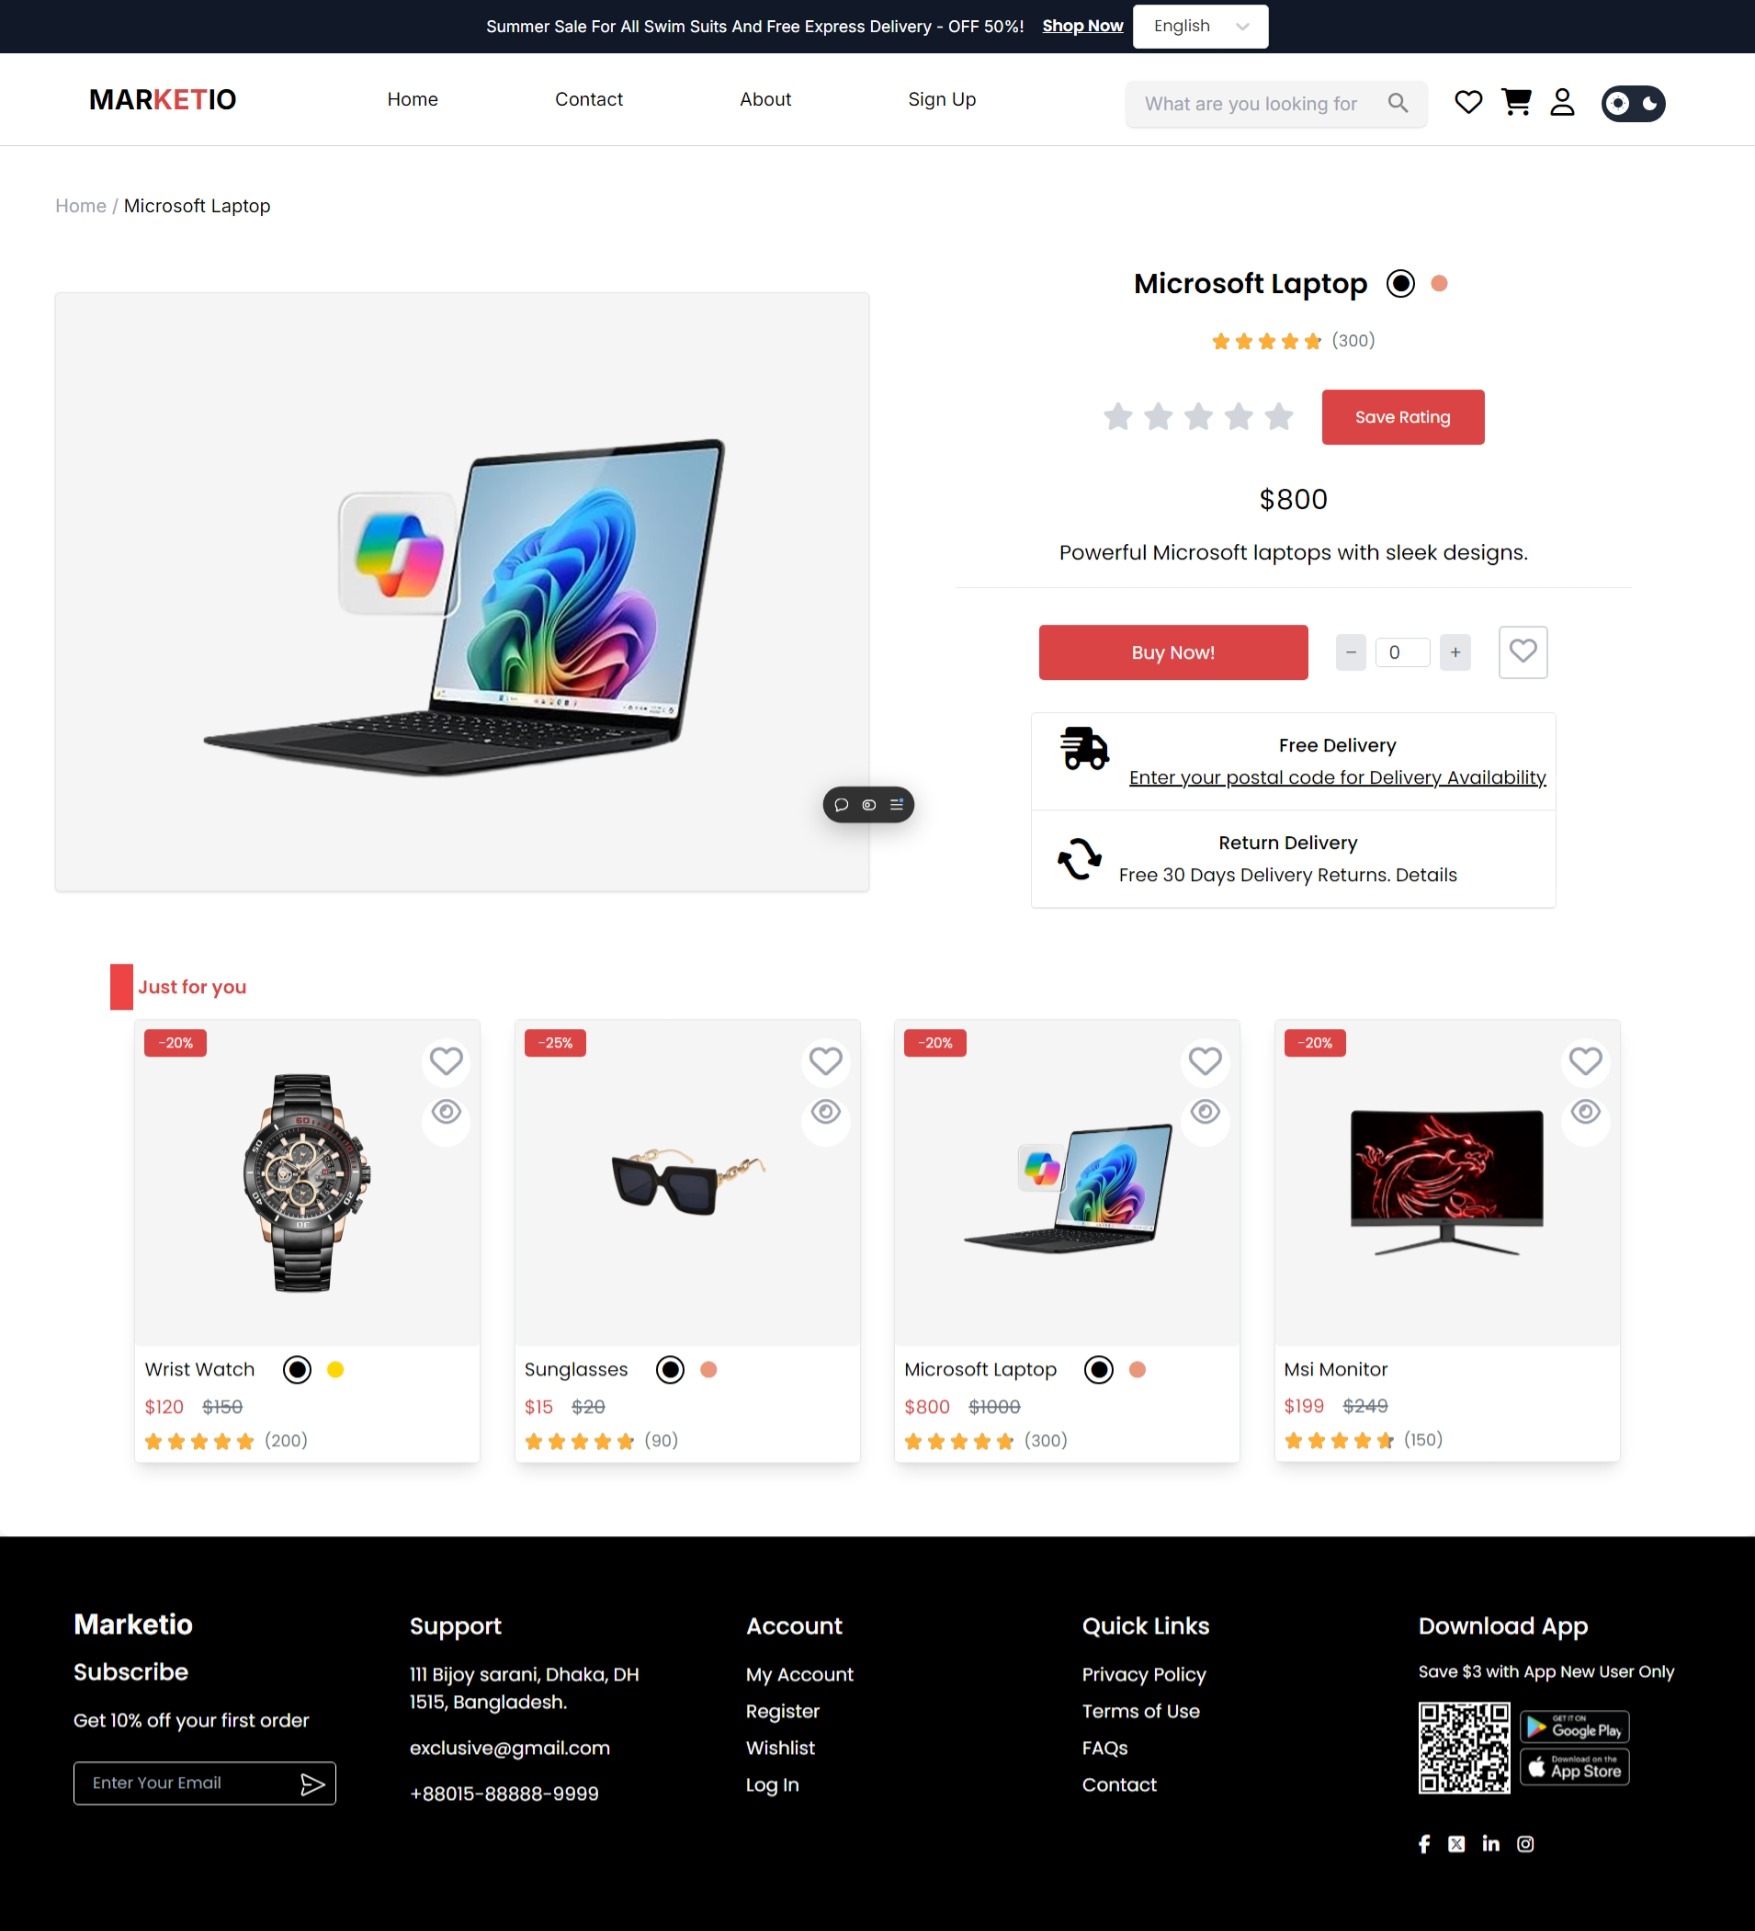 Summer Sale For All Swim Suits And Free Express Delivery - OFF 50%! Shop Now English
MARKETIO Home Contact About Sign Up What are you looking for
Home / Microsoft Laptop
Microsoft Laptop
(300)
Save Rating
$800
Powerful Microsoft laptops with sleek designs.
Buy Now! - 0 +
Free Delivery
Enter your postal code for Delivery Availability
Return Delivery
Free 30 Days Delivery Returns. Details
Just for you
-20%
Wrist Watch
$120 $150
(200)
-25%
Sunglasses
$15 $20
(90)
-20%
Microsoft Laptop
$800 $1000
(300)
-20%
Msi Monitor
$199 $249
(150)
Marketio
Subscribe
Get 10% off your first order
Enter Your Email
Support
111 Bijoy sarani, Dhaka, DH
1515, Bangladesh.
exclusive@gmail.com
+88015-88888-9999
Account
My Account
Register
Wishlist
Log In
Quick Links
Privacy Policy
Terms of Use
FAQs
Contact
Download App
Save $3 with App New User Only
GET IT ON
Google Play
Download on the
App Store